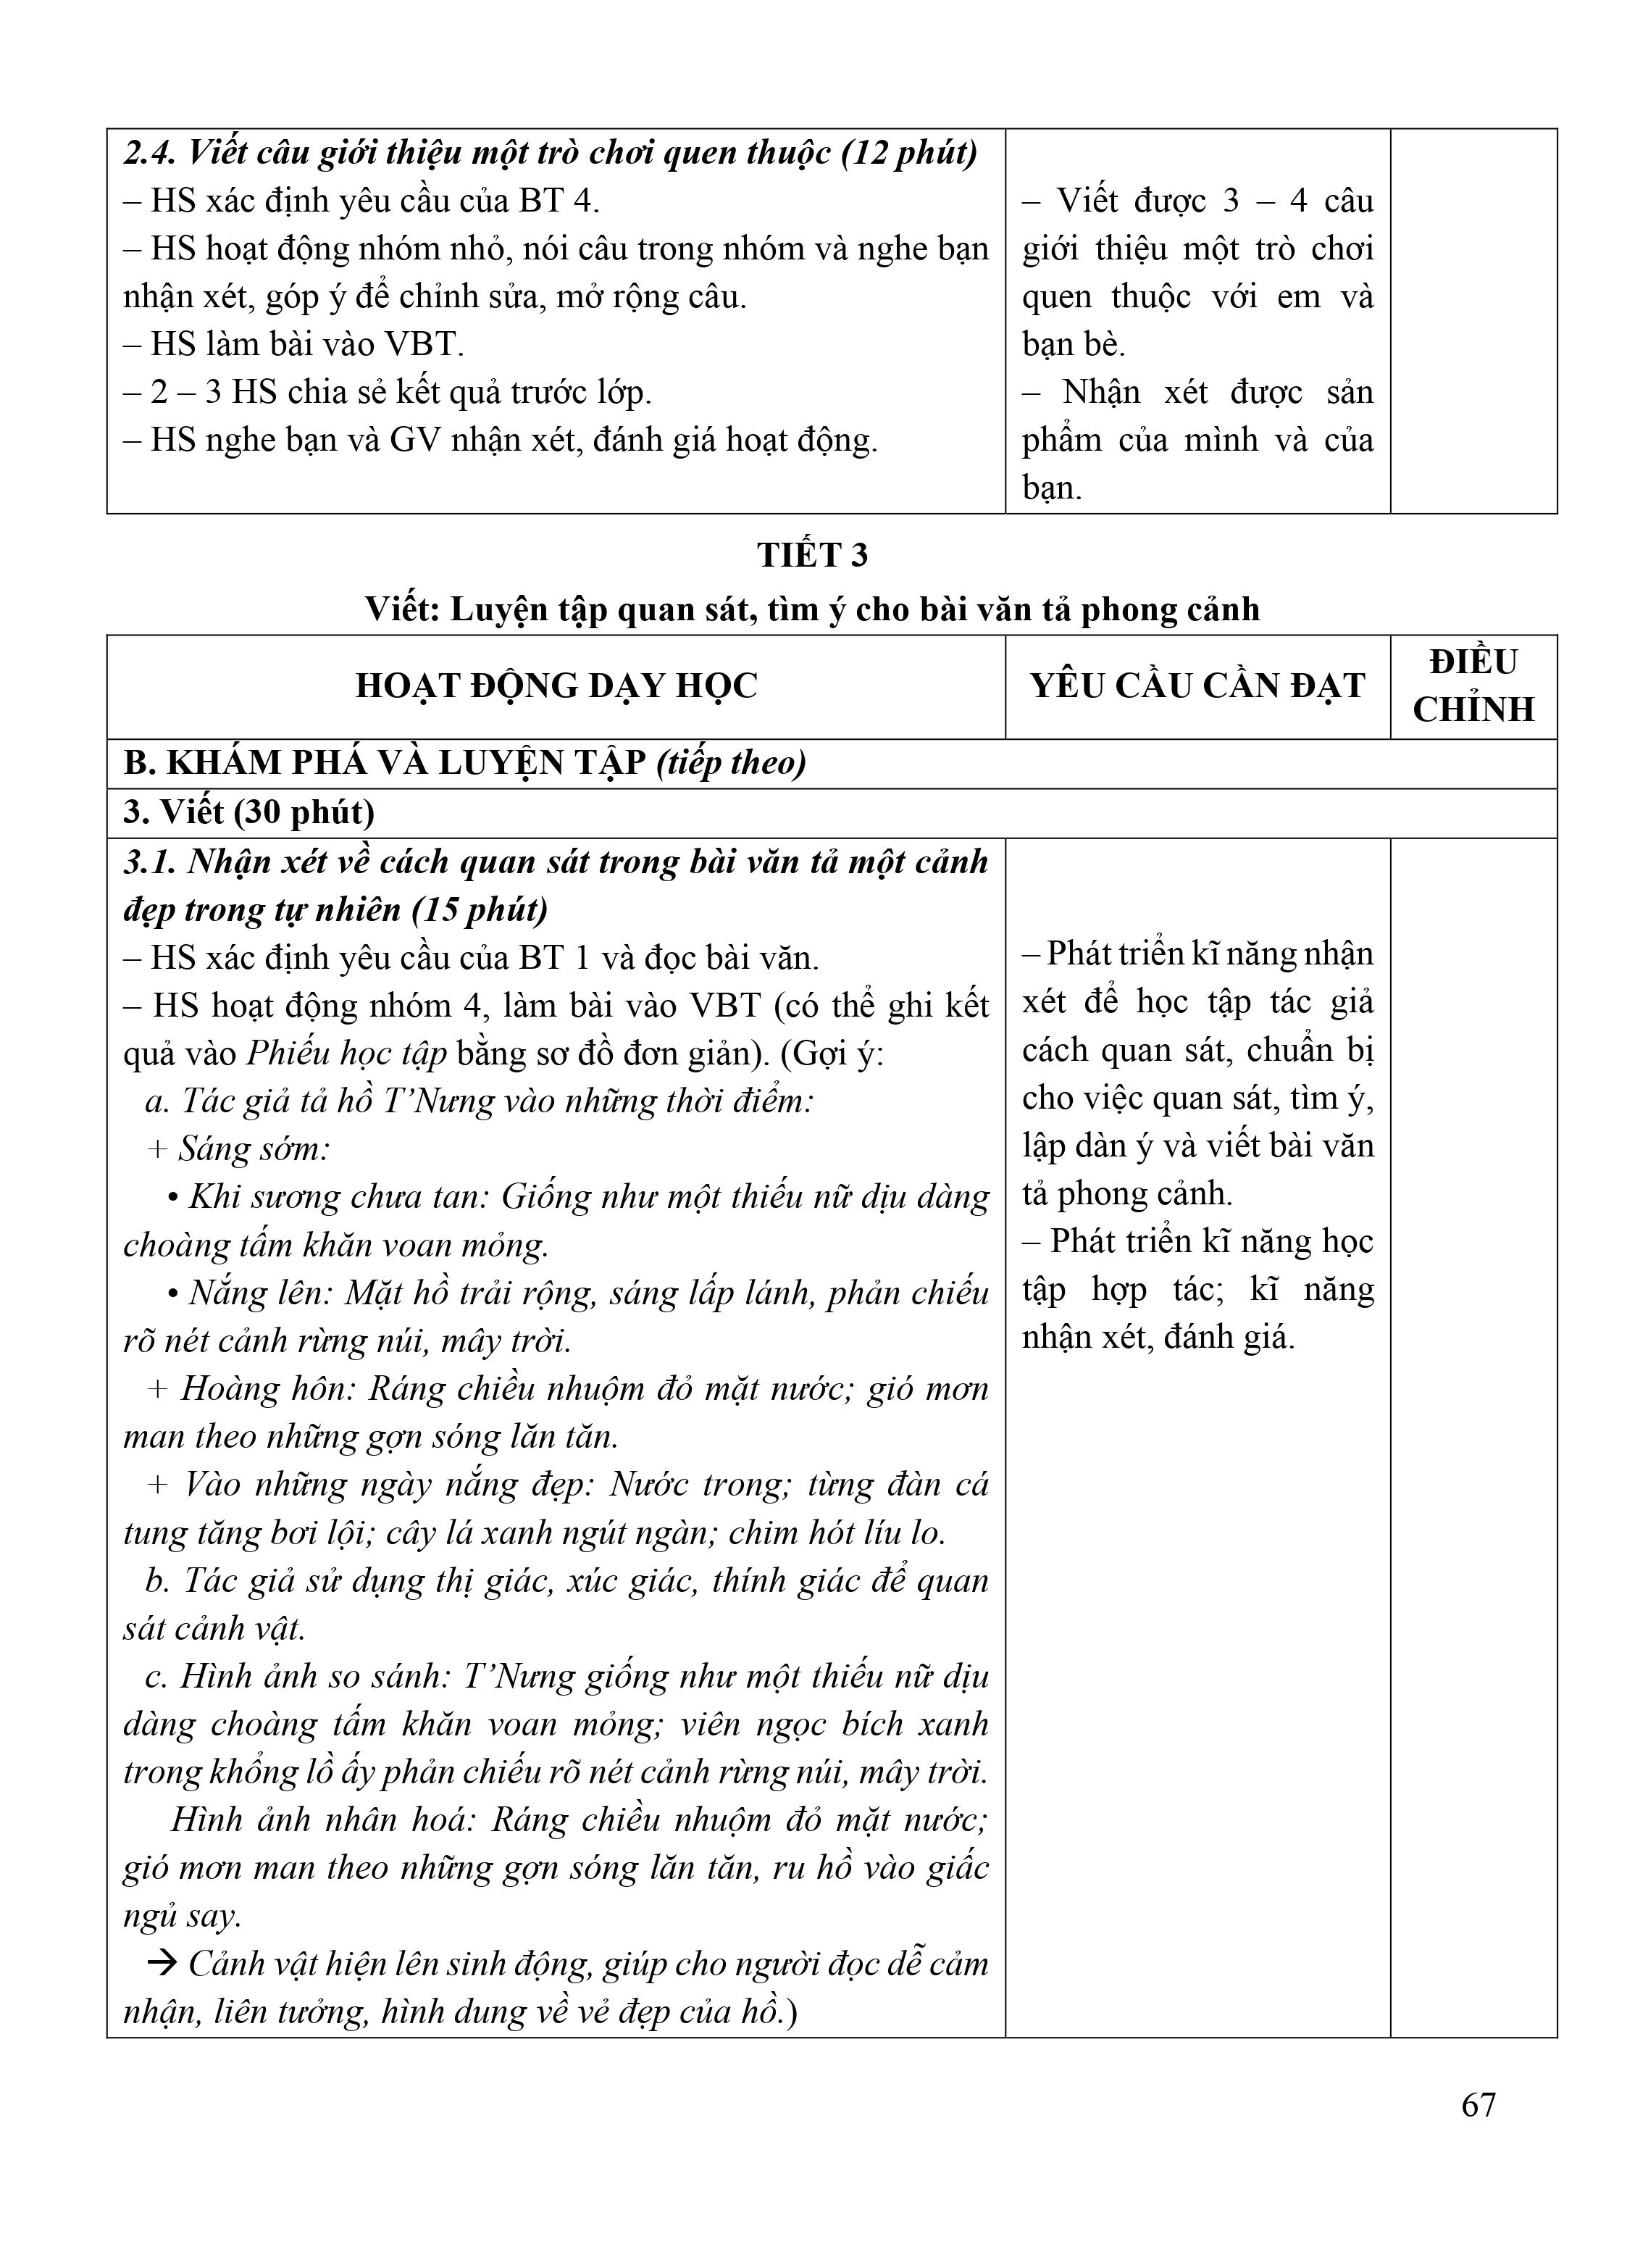 2.4. Viết câu giới thiệu một trò chơi quen thuộc (12 phút)
– HS xác định yêu cầu của BT 4.
– HS hoạt động nhóm nhỏ, nói câu trong nhóm và nghe bạn
nhận xét, góp ý để chỉnh sửa, mở rộng câu.
– HS làm bài vào VBT.
– 2 – 3 HS chia sẻ kết quả trước lớp.
– HS nghe bạn và GV nhận xét, đánh giá hoạt động.
– Viết được 3 – 4 câu
giới thiệu một trò chơi
quen thuộc với em và
bạn bè.
– Nhận xét được sản
phẩm của mình và của
bạn.
TIẾT 3
Viết: Luyện tập quan sát, tìm ý cho bài văn tả phong cảnh
HOẠT ĐỘNG DẠY HỌC
YÊU CẦU CẦN ĐẠT
ĐIỀU
CHỈNH
B. KHÁM PHÁ VÀ LUYỆN TẬP (tiếp theo)
3. Viết (30 phút)
3.1. Nhận xét về cách quan sát trong bài văn tả một cảnh
đẹp trong tự nhiên (15 phút)
– HS xác định yêu cầu của BT 1 và đọc bài văn.
– HS hoạt động nhóm 4, làm bài vào VBT (có thể ghi kết
quả vào Phiếu học tập bằng sơ đồ đơn giản). (Gợi ý:
a. Tác giả tả hồ T’Nưng vào những thời điểm:
+ Sáng sớm:
• Khi sương chưa tan: Giống như một thiếu nữ dịu dàng
choàng tấm khăn voan mỏng.
• Nắng lên: Mặt hồ trải rộng, sáng lấp lánh, phản chiếu
rõ nét cảnh rừng núi, mây trời.
+ Hoàng hôn: Ráng chiều nhuộm đỏ mặt nước; gió mơn
man theo những gợn sóng lăn tăn.
+ Vào những ngày nắng đẹp: Nước trong; từng đàn cá
tung tăng bơi lội; cây lá xanh ngút ngàn; chim hót líu lo.
b. Tác giả sử dụng thị giác, xúc giác, thính giác để quan
sát cảnh vật.
c. Hình ảnh so sánh: T’Nưng giống như một thiếu nữ dịu
dàng choàng tấm khăn voan mỏng; viên ngọc bích xanh
trong khổng lồ ấy phản chiếu rõ nét cảnh rừng núi, mây trời.
Hình ảnh nhân hoá: Ráng chiều nhuộm đỏ mặt nước;
gió mơn man theo những gợn sóng lăn tăn, ru hồ vào giấc
ngủ say.
→ Cảnh vật hiện lên sinh động, giúp cho người đọc dễ cảm
nhận, liên tưởng, hình dung về vẻ đẹp của hồ.)
– Phát triển kĩ năng nhận
xét để học tập tác giả
cách quan sát, chuẩn bị
cho việc quan sát, tìm ý,
lập dàn ý và viết bài văn
tả phong cảnh.
– Phát triển kĩ năng học
tập hợp tác; kĩ năng
nhận xét, đánh giá.
67